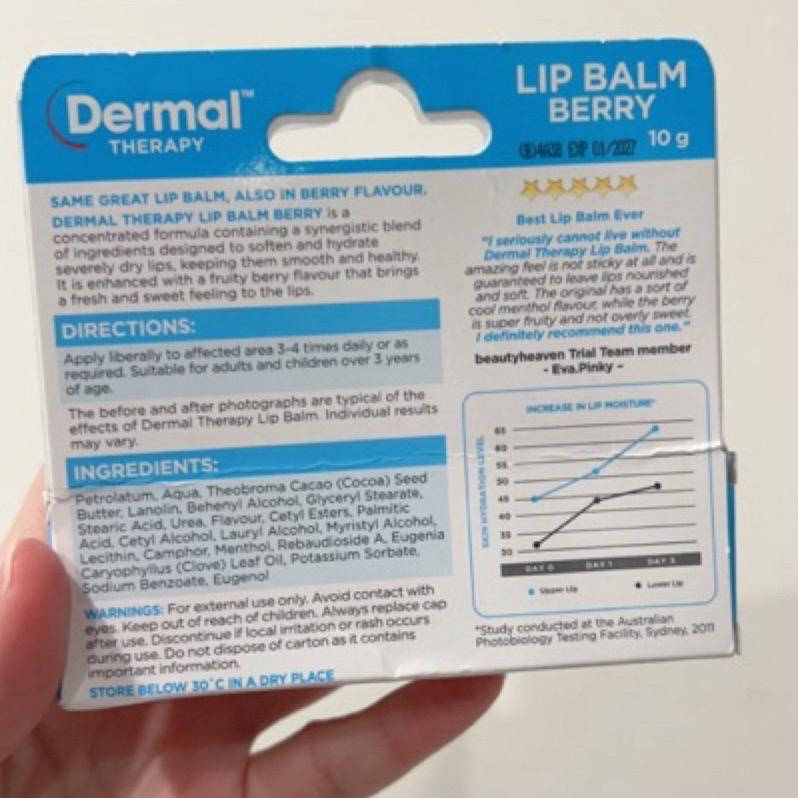 Dermal™
THERAPY
LIP BALM
BERRY
(B)4A38 EXP 01/2027
10 g
SAME GREAT LIP BALM, ALSO IN BERRY FLAVOUR.
DERMAL THERAPY LIP BALM BERRY is a
concentrated formula containing a synergistic blend
of ingredients designed to soften and hydrate
severely dry lips, keeping them smooth and healthy.
It is enhanced with a fruity berry flavour that brings
a fresh and sweet feeling to the lips.
DIRECTIONS:
Apply liberally to affected area 3-4 times daily or as
required. Suitable for adults and children over 3 years
of age.
The before and after photographs are typical of the
effects of Dermal Therapy Lip Balm. Individual results
may vary.
INGREDIENTS:
Petrolatum, Aqua, Theobroma Cacao (Cocoa) Seed
Butter, Lanolin, Behenyl Alcohol, Glyceryl Stearate,
Stearic Acid, Urea, Flavour, Cetyl Esters, Palmitic
Acid, Cetyl Alcohol, Lauryl Alcohol, Myristyl Alcohol,
Lecithin, Camphor, Menthol, Rebaudioside A, Eugenia
Caryophyllus (Clove) Leaf Oil, Potassium Sorbate,
Sodium Benzoate, Eugenol
WARNINGS: For external use only. Avoid contact with
eyes. Keep out of reach of children. Always replace cap
after use. Discontinue if local irritation or rash occurs
during use. Do not dispose of carton as it contains
important information.
STORE BELOW 30°C IN A DRY PLACE
Best Lip Balm Ever
"I seriously cannot live without
Dermal Therapy Lip Balm. The
amazing feel is not sticky at all and is
guaranteed to leave lips nourished
and soft. The original has a sort of
cool menthol flavour, while the berry
is super fruity and not overly sweet.
I definitely recommend this one."
beautyheaven Trial Team member
- Eva.Pinky -
INCREASE IN LIP MOISTURE*
SKIN HYDRATION LEVEL
65
60
55
50
45
40
35
30
DAY 0 DAY 1 DAY 3
Upper Lip Lower Lip
*Study conducted at the Australian
Photobiology Testing Facility, Sydney, 2011